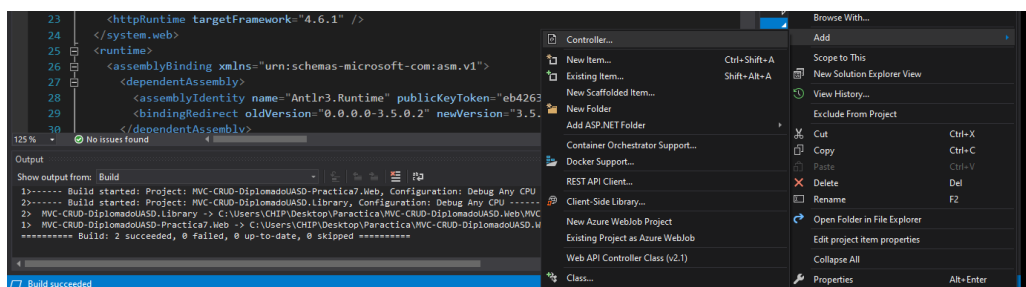 23 <httpRuntime targetFramework="4.6.1" />
24 </system.web>
25 <runtime>
26 <assemblyBinding xmlns="urn:schemas-microsoft-com:asm.v1">
27 <dependentAssembly>
28 <assemblyIdentity name="Antlr3.Runtime" publicKeyToken="eb4263
29 <bindingRedirect oldVersion="0.0.0.0-3.5.0.2" newVersion="3.5.
30 </dependentAssembly>
125 % No issues found
Output
Show output from: Build
1>------ Build started: Project: MVC-CRUD-DiplomadoUASD-Practica7.Web, Configuration: Debug Any CPU
2>------ Build started: Project: MVC-CRUD-DiplomadoUASD.Library, Configuration: Debug Any CPU ------
2> MVC-CRUD-DiplomadoUASD.Library -> C:\Users\CHIP\Desktop\Paractica\MVC-CRUD-DiplomadoUASD.Web\MVC
1> MVC-CRUD-DiplomadoUASD-Practica7.Web -> C:\Users\CHIP\Desktop\Paractica\MVC-CRUD-DiplomadoUASD.W
========== Build: 2 succeeded, 0 failed, 0 up-to-date, 0 skipped ==========
Build succeeded
Controller...
New Item... Ctrl+Shift+A
Existing Item... Shift+Alt+A
New Scaffolded Item...
New Folder
Add ASP.NET Folder
Container Orchestrator Support...
Docker Support...
REST API Client...
Client-Side Library...
New Azure WebJob Project
Existing Project as Azure WebJob
Web API Controller Class (v2.1)
Class...
Browse With...
Add
Scope to This
New Solution Explorer View
View History...
Exclude From Project
Cut Ctrl+X
Copy Ctrl+C
Paste Ctrl+V
Delete Del
Rename F2
Open Folder in File Explorer
Edit project item properties
Collapse All
Properties Alt+Enter